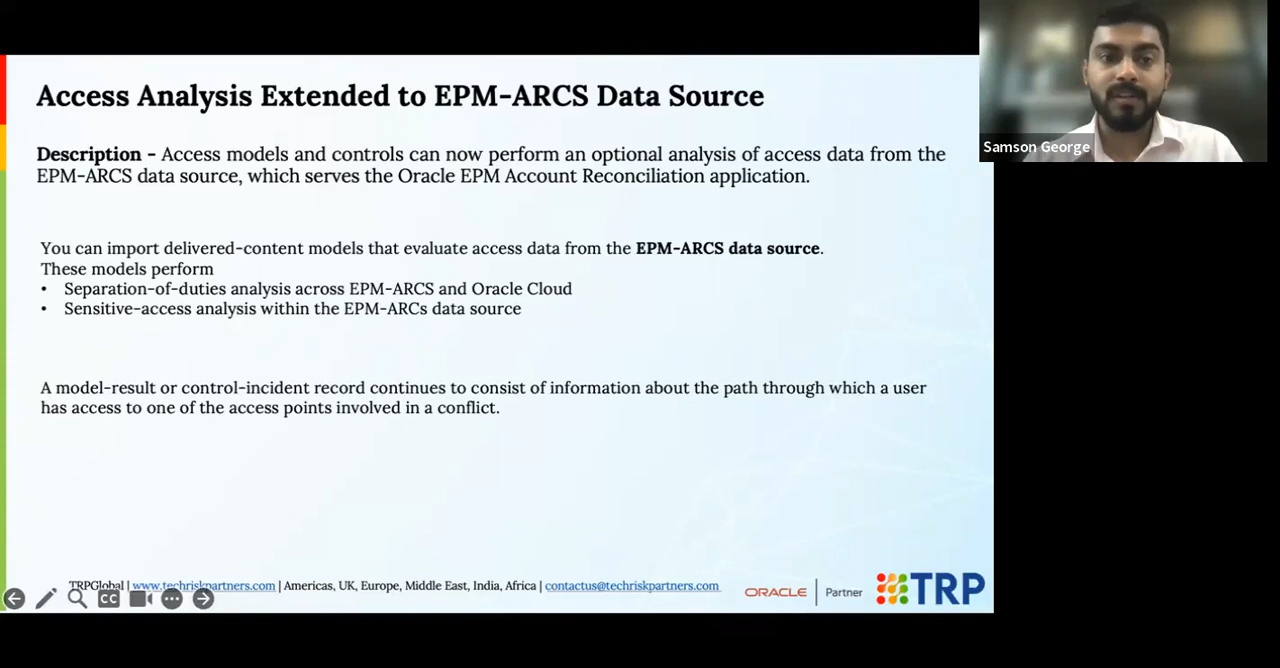 Access Analysis Extended to EPM-ARCS Data Source
Description - Access models and controls can now perform an optional analysis of access data from the
EPM-ARCS data source, which serves the Oracle EPM Account Reconciliation application.
You can import delivered-content models that evaluate access data from the EPM-ARCS data source.
These models perform
• Separation-of-duties analysis across EPM-ARCS and Oracle Cloud
• Sensitive-access analysis within the EPM-ARCs data source
A model-result or control-incident record continues to consist of information about the path through which a user
has access to one of the access points involved in a conflict.
TRPGlobal | www.techriskpartners.com | Americas, UK, Europe, Middle East, India, Africa | contactus@techriskpartners.com
ORACLE | Partner
TRP
CC
Samson George